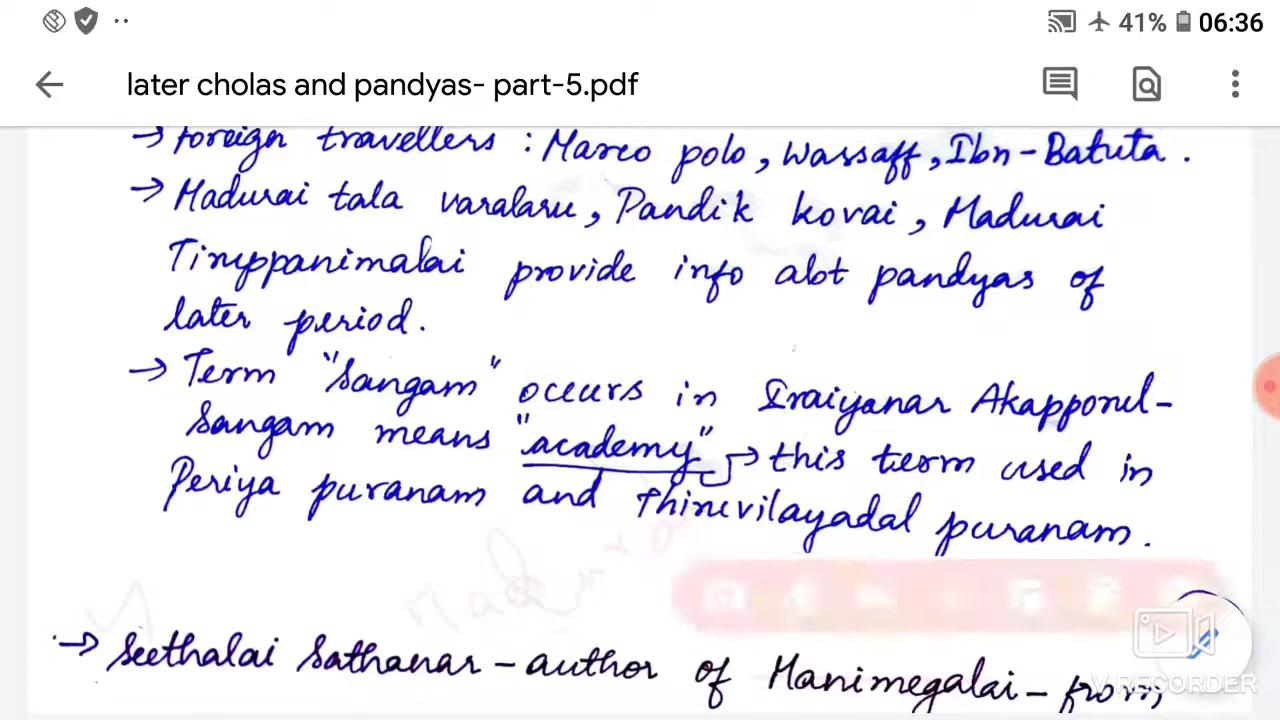 41% 06:36
later cholas and pandyas- part-5.pdf
→ foreign travellers : Marco polo, Wassaff, Ibn-Batuta.
→ Madurai tala varalaru, Pandik kovai, Madurai
Tiruppanimalai provide info abt pandyas of
later period.
→ Term "Sangam" occurs in Iraiyanar Akapporul-
Sangam means "academy" → this term used in
Periya puranam and Thiruvilayadal puranam.
→ Seethalai Sathanar - author of Manimegalai - from
V RECORDER